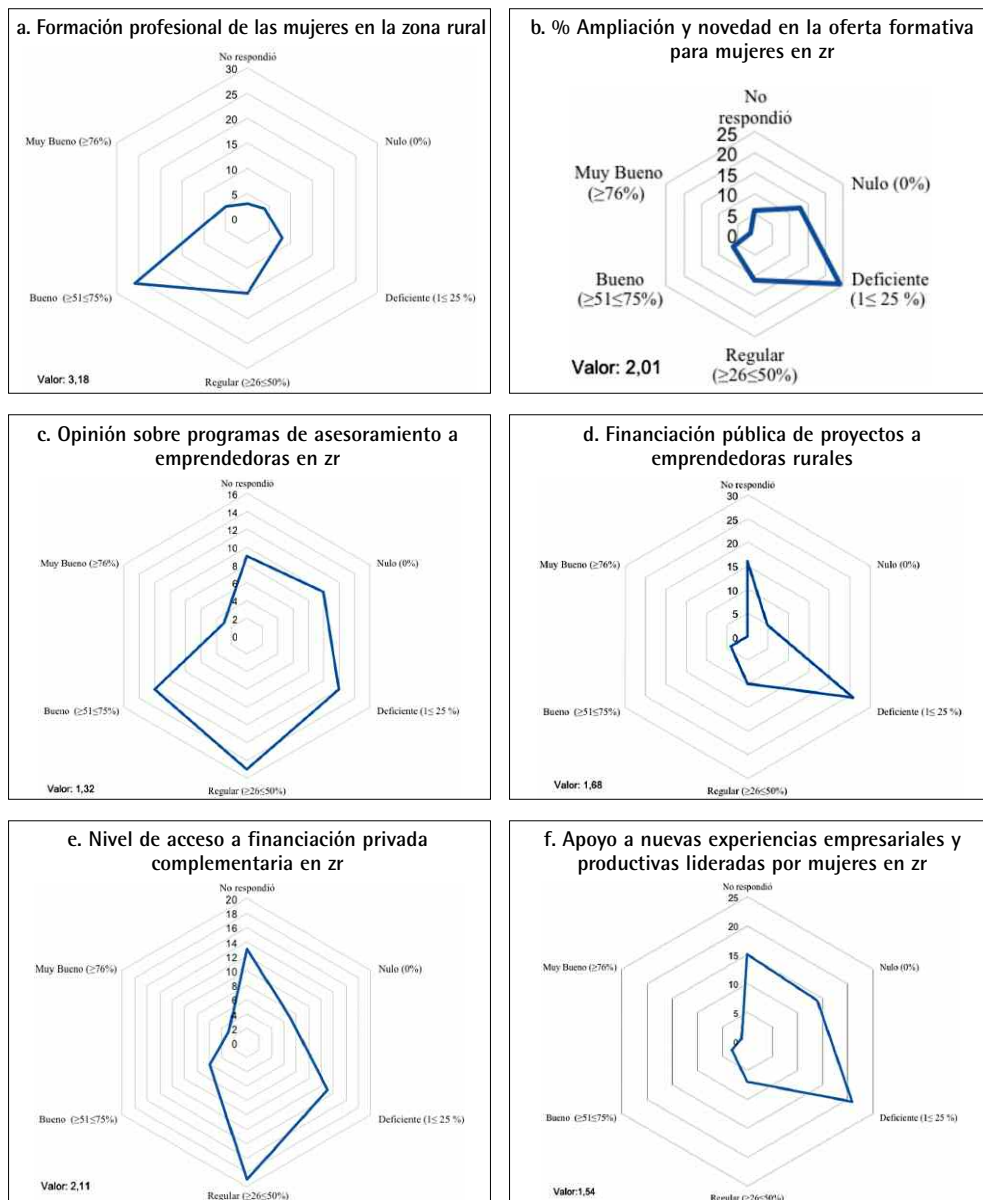 a. Formación profesional de las mujeres en la zona rural
No respondió
30
25
20
15
10
5
0
Muy Bueno (≥76%)
Nulo (0%)
Bueno (≥51≤75%)
Deficiente (1≤ 25 %)
Regular (≥26≤50%)
Valor: 3,18
b. % Ampliación y novedad en la oferta formativa
para mujeres en zr
No
respondió
25
20
15
10
5
0
Muy Bueno
(≥76%)
Nulo (0%)
Bueno
(≥51≤75%)
Deficiente
(1≤ 25 %)
Regular
(≥26≤50%)
Valor: 2,01
c. Opinión sobre programas de asesoramiento a
emprendedoras en zr
No respondió
16
14
12
10
8
6
4
2
0
Muy Bueno (≥76%)
Nulo (0%)
Bueno (≥51≤75%)
Deficiente (1≤ 25 %)
Regular (≥26≤50%)
Valor: 1,32
d. Financiación pública de proyectos a
emprendedoras rurales
No respondió
30
25
20
15
10
5
0
Muy Bueno (≥76%)
Nulo (0%)
Bueno (≥51≤75%)
Deficiente (1≤ 25 %)
Regular (≥26≤50%)
Valor: 1,68
e. Nivel de acceso a financiación privada
complementaria en zr
No respondió
20
18
16
14
12
10
8
6
4
2
0
Muy Bueno (≥76%)
Nulo (0%)
Bueno (≥51≤75%)
Deficiente (1≤ 25 %)
Regular (≥26≤50%)
Valor: 2,11
f. Apoyo a nuevas experiencias empresariales y
productivas lideradas por mujeres en zr
No respondió
25
20
15
10
5
0
Muy Bueno (≥76%)
Nulo (0%)
Bueno (≥51≤75%)
Deficiente (1≤ 25 %)
Regular (≥26≤50%)
Valor:1,54